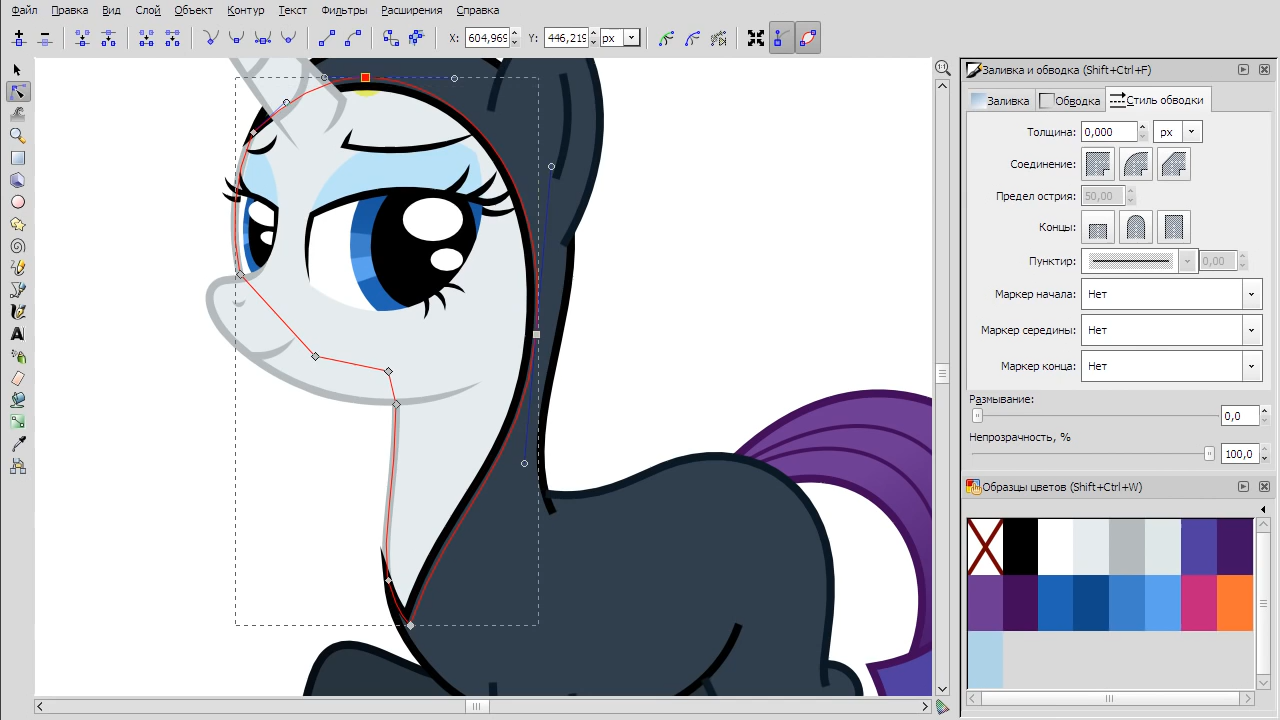 Файл Правка Вид Слой Объект Контур Текст Фильтры Расширения Справка
X: 604,969 Y: 446,219 px
Заливка и обводка (Shift+Ctrl+F)
Заливка Обводка Стиль обводки
Толщина: 0,000 px
Соединение:
Предел острия: 50,00
Концы:
Пунктир: 0,00
Маркер начала: Нет
Маркер середины: Нет
Маркер конца: Нет
Размывание:
0,0
Непрозрачность, %
100,0
Образцы цветов (Shift+Ctrl+W)